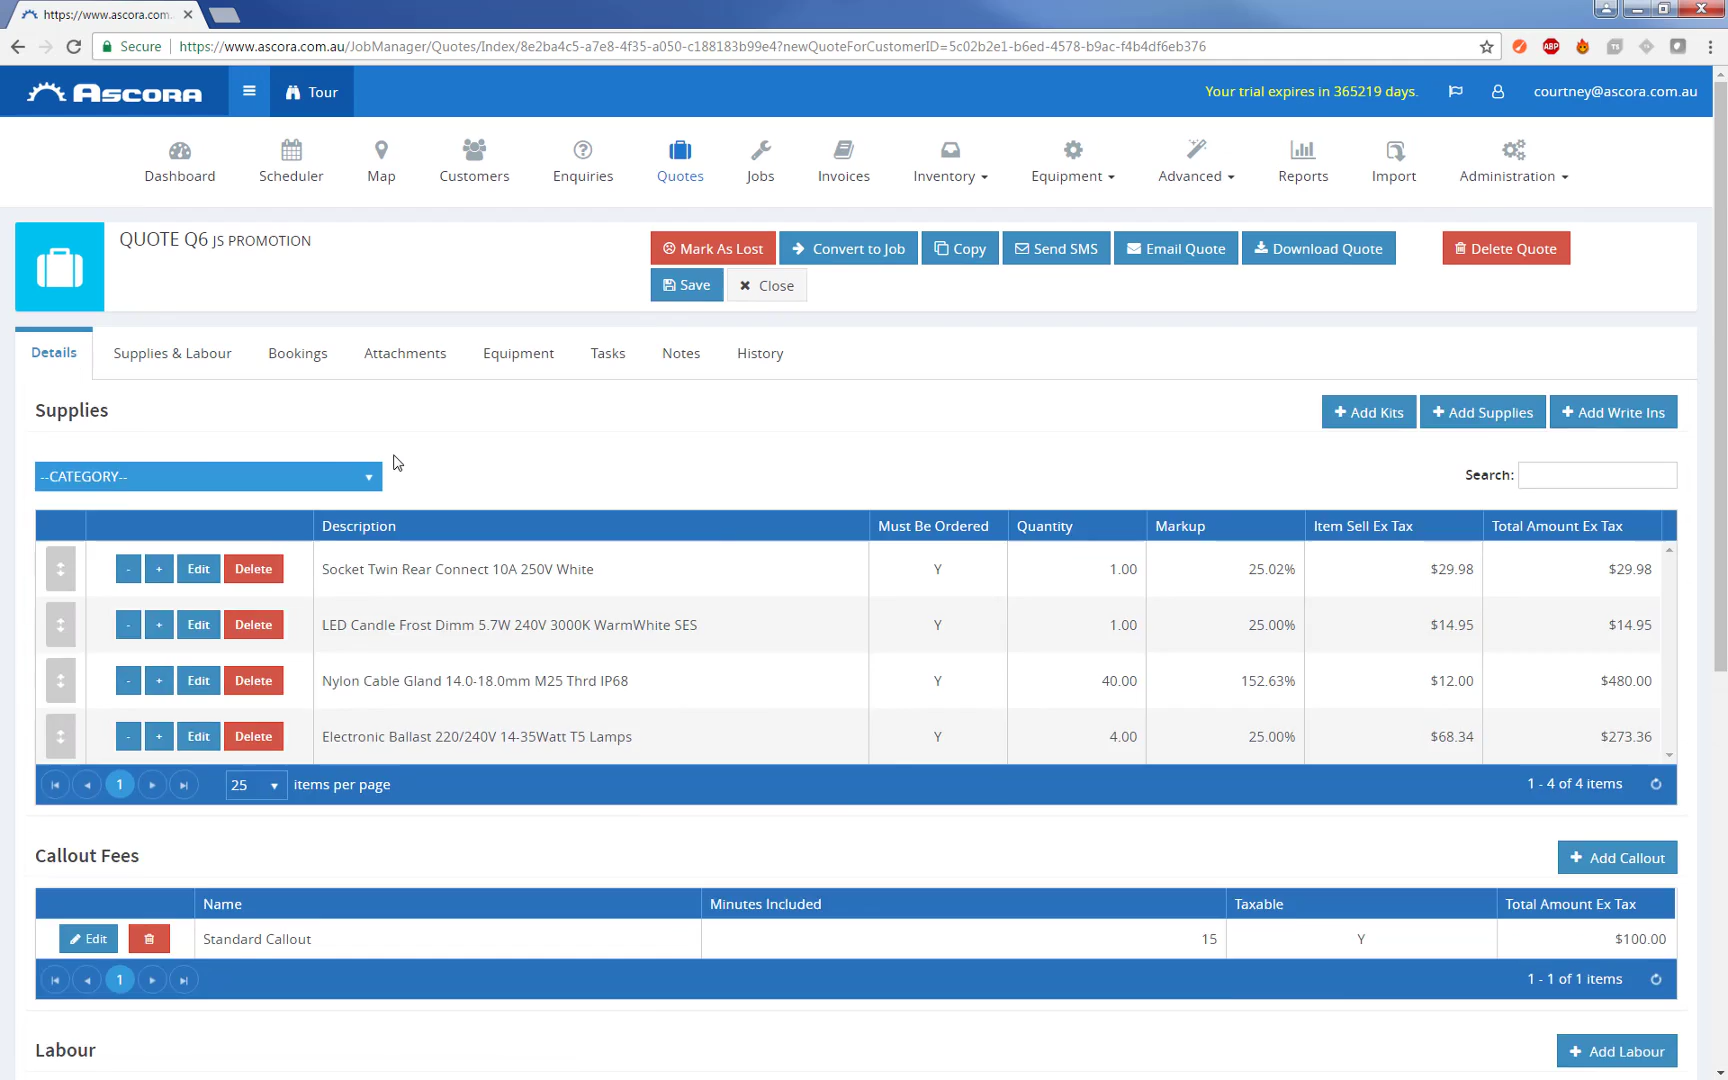 https://www.ascora.com.
Secure https://www.ascora.com.au/JobManager/Quotes/Index/8e2ba4c5-a7e8-4f35-a050-c188183b99e4?newQuoteForCustomerID=5c02b2e1-b6ed-4578-b9ac-f4b4df6eb376
ABP
TS
ASCORA Tour Your trial expires in 365219 days. courtney@ascora.com.au
Dashboard Scheduler Map Customers Enquiries Quotes Jobs Invoices Inventory Equipment Advanced Reports Import Administration
QUOTE Q6 JS PROMOTION
Mark As Lost Convert to Job Copy Send SMS Email Quote Download Quote Delete Quote
Save Close
Details Supplies & Labour Bookings Attachments Equipment Tasks Notes History
Supplies + Add Kits + Add Supplies + Add Write Ins
--CATEGORY-- Search:
Description Must Be Ordered Quantity Markup Item Sell Ex Tax Total Amount Ex Tax
- + Edit Delete Socket Twin Rear Connect 10A 250V White Y 1.00 25.02% $29.98 $29.98
- + Edit Delete LED Candle Frost Dimm 5.7W 240V 3000K WarmWhite SES Y 1.00 25.00% $14.95 $14.95
- + Edit Delete Nylon Cable Gland 14.0-18.0mm M25 Thrd IP68 Y 40.00 152.63% $12.00 $480.00
- + Edit Delete Electronic Ballast 220/240V 14-35Watt T5 Lamps Y 4.00 25.00% $68.34 $273.36
1 25 items per page 1 - 4 of 4 items
Callout Fees + Add Callout
Name Minutes Included Taxable Total Amount Ex Tax
Edit Standard Callout 15 Y $100.00
1 1 - 1 of 1 items
Labour + Add Labour